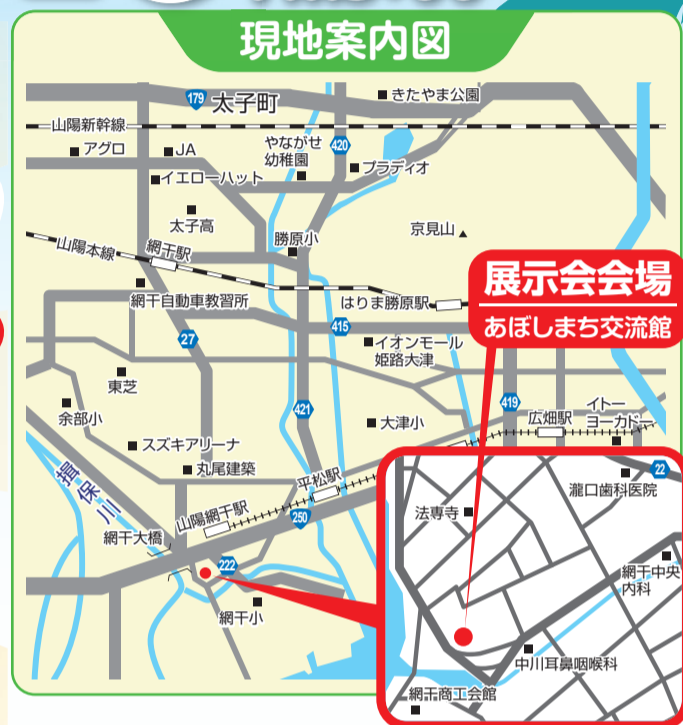 現地案内図
179
太子町
きたやま公園
山陽新幹線
アグロ
JA
やながせ
幼稚園
420
プラディオ
イエローハット
太子高
勝原小
京見山
山陽本線
網干駅
展示会会場
あぼしまち交流館
網干自動車教習所
はりま勝原駅
27
415
イオンモール
姫路大津
東芝
余部小
421
大津小
419
広畑駅
イトー
ヨーカドー
スズキアリーナ
丸尾建築
揖保川
平松駅
山陽網干駅
250
網干大橋
222
網干小
22
瀧口歯科医院
法専寺
網干中央
内科
中川耳鼻咽喉科
網干商工会館